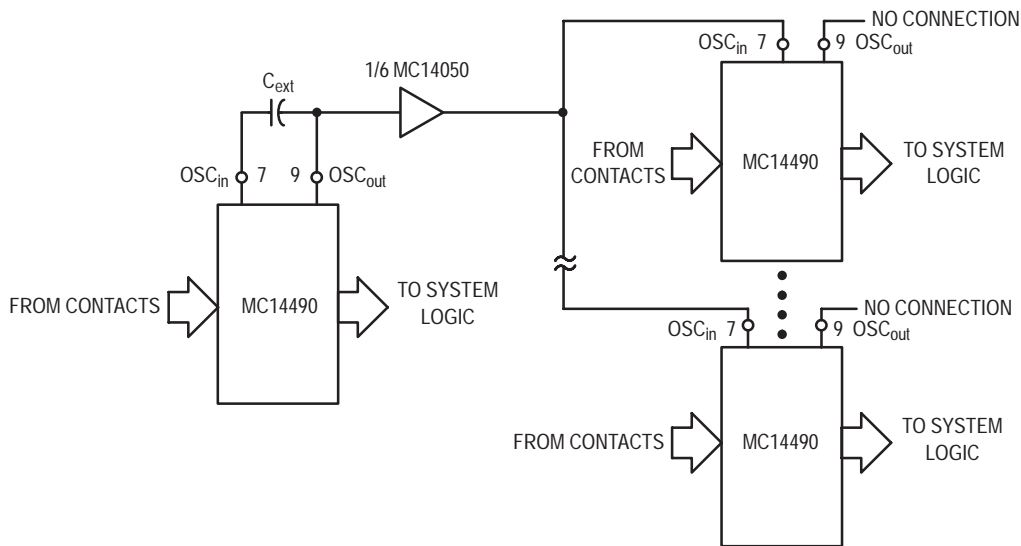 NO CONNECTION
OSCin 7 9 OSCout
1/6 MC14050
Cext
FROM
CONTACTS
MC14490
TO SYSTEM
LOGIC
OSCin 7 9 OSCout
FROM CONTACTS
MC14490
TO SYSTEM
LOGIC
NO CONNECTION
OSCin 7 9 OSCout
FROM CONTACTS
MC14490
TO SYSTEM
LOGIC